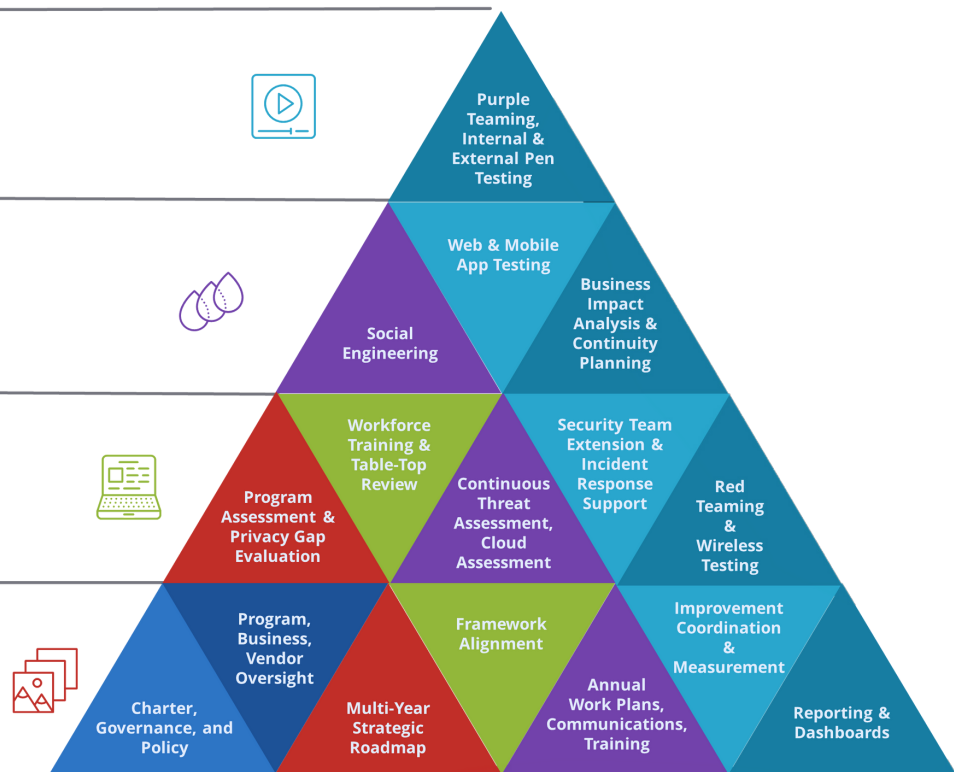 Purple
Teaming,
Internal &
External Pen
Testing
Web & Mobile
App Testing
Social
Engineering
Business
Impact
Analysis &
Continuity
Planning
Program
Assessment &
Privacy Gap
Evaluation
Workforce
Training &
Table-Top
Review
Continuous
Threat
Assessment,
Cloud
Assessment
Security Team
Extension &
Incident
Response
Support
Red
Teaming
&
Wireless
Testing
Charter,
Governance, and
Policy
Program,
Business,
Vendor
Oversight
Multi-Year
Strategic
Roadmap
Framework
Alignment
Annual
Work Plans,
Communications,
Training
Improvement
Coordination
&
Measurement
Reporting &
Dashboards